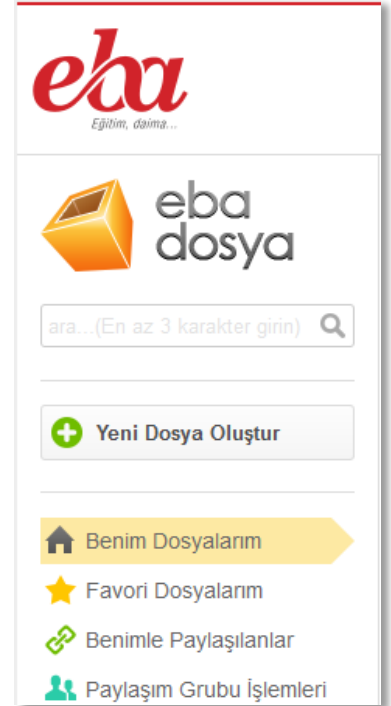 eba
Eğitim, daima...
eba
dosya
ara...(En az 3 karakter girin)
Yeni Dosya Oluştur
Benim Dosyalarım
Favori Dosyalarım
Benimle Paylaşılanlar
Paylaşım Grubu İşlemleri